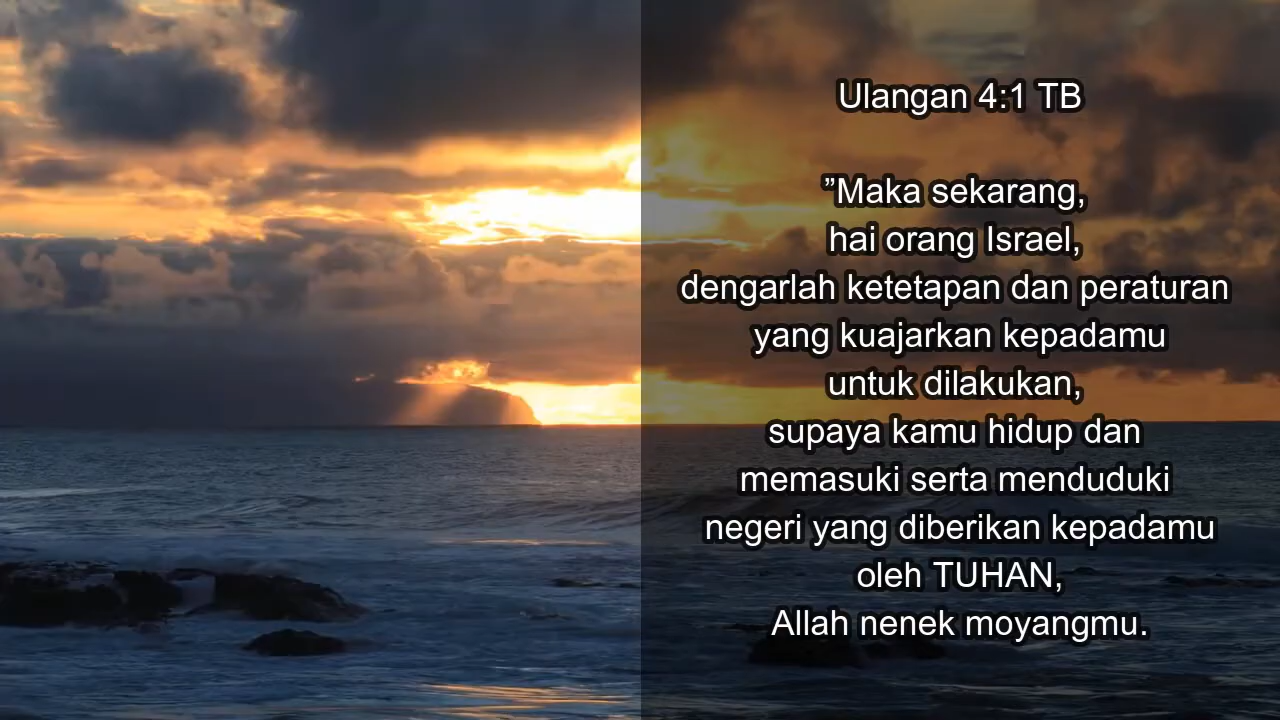 Ulangan 4:1 TB
”Maka sekarang,
hai orang Israel,
dengarlah ketetapan dan peraturan
yang kuajarkan kepadamu
untuk dilakukan,
supaya kamu hidup dan
memasuki serta menduduki
negeri yang diberikan kepadamu
oleh TUHAN,
Allah nenek moyangmu.